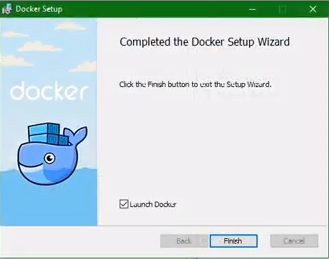 Docker Setup
Completed the Docker Setup Wizard
Click the Finish button to exit the Setup Wizard.
docker
Launch Docker
Back
Finish
Cancel